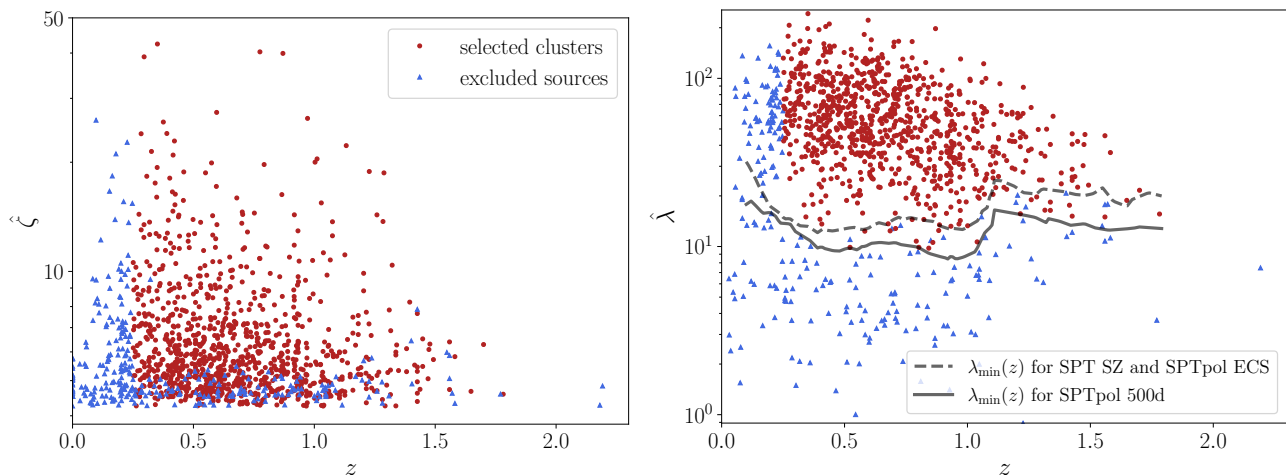 50
10
ζ̂
selected clusters
excluded sources
0.0 0.5 1.0 1.5 2.0
z
10²
10¹
10⁰
λ̂
λmin(z) for SPT SZ and SPTpol ECS
λmin(z) for SPTpol 500d
0.0 0.5 1.0 1.5 2.0
z